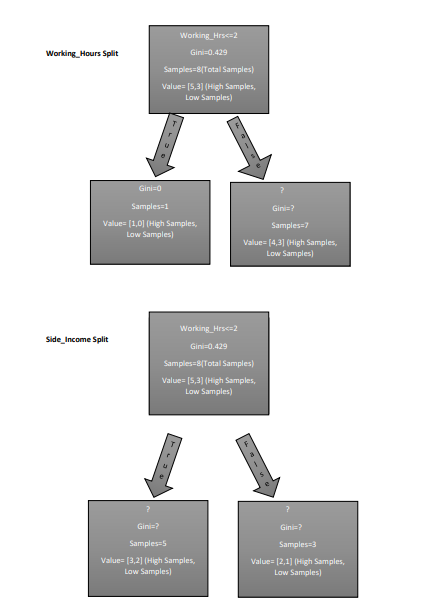 Working_Hours Split
Working_Hrs<=2
Gini=0.429
Samples=8(Total Samples)
Value= [5,3] (High Samples,
Low Samples)
True
False
Gini=0
Samples=1
Value= [1,0] (High Samples,
Low Samples)
?
Gini=?
Samples=7
Value= [4,3] (High Samples,
Low Samples)
Side_Income Split
Working_Hrs<=2
Gini=0.429
Samples=8(Total Samples)
Value= [5,3] (High Samples,
Low Samples)
True
False
?
Gini=?
Samples=5
Value= [3,2] (High Samples,
Low Samples)
?
Gini=?
Samples=3
Value= [2,1] (High Samples,
Low Samples)